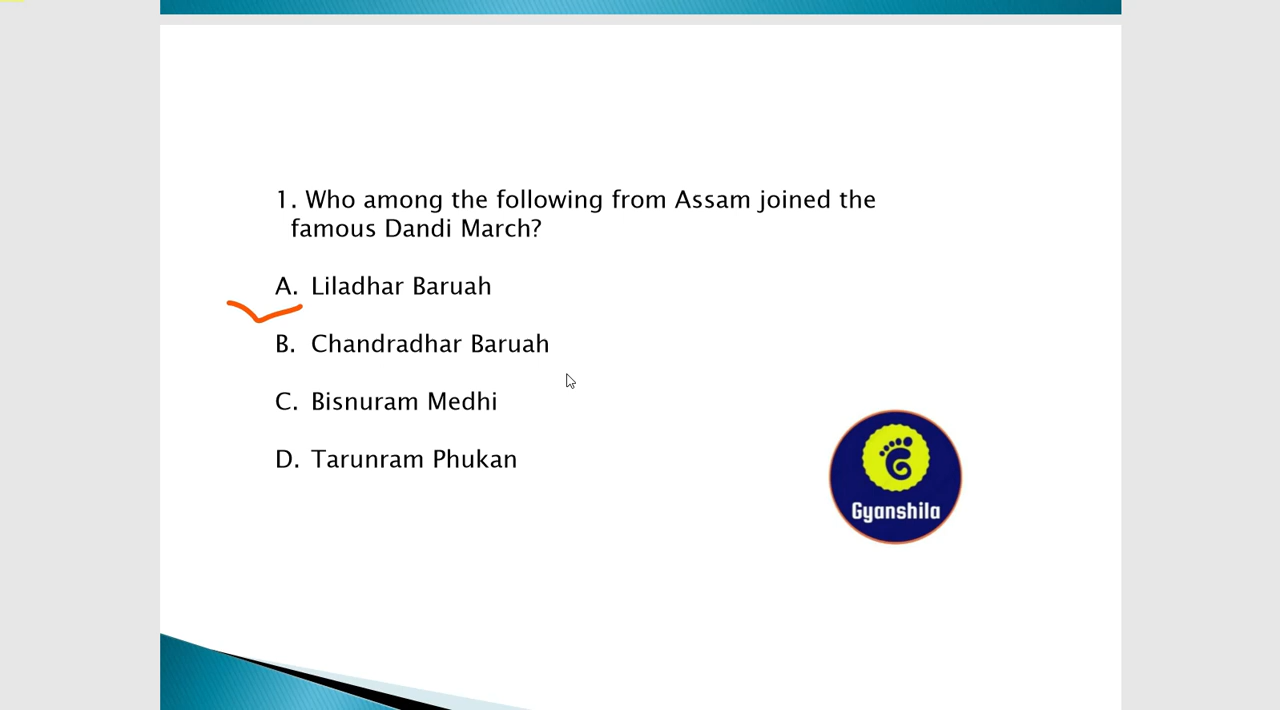 1. Who among the following from Assam joined the
famous Dandi March?
A. Liladhar Baruah
B. Chandradhar Baruah
C. Bisnuram Medhi
D. Tarunram Phukan
Gyanshila